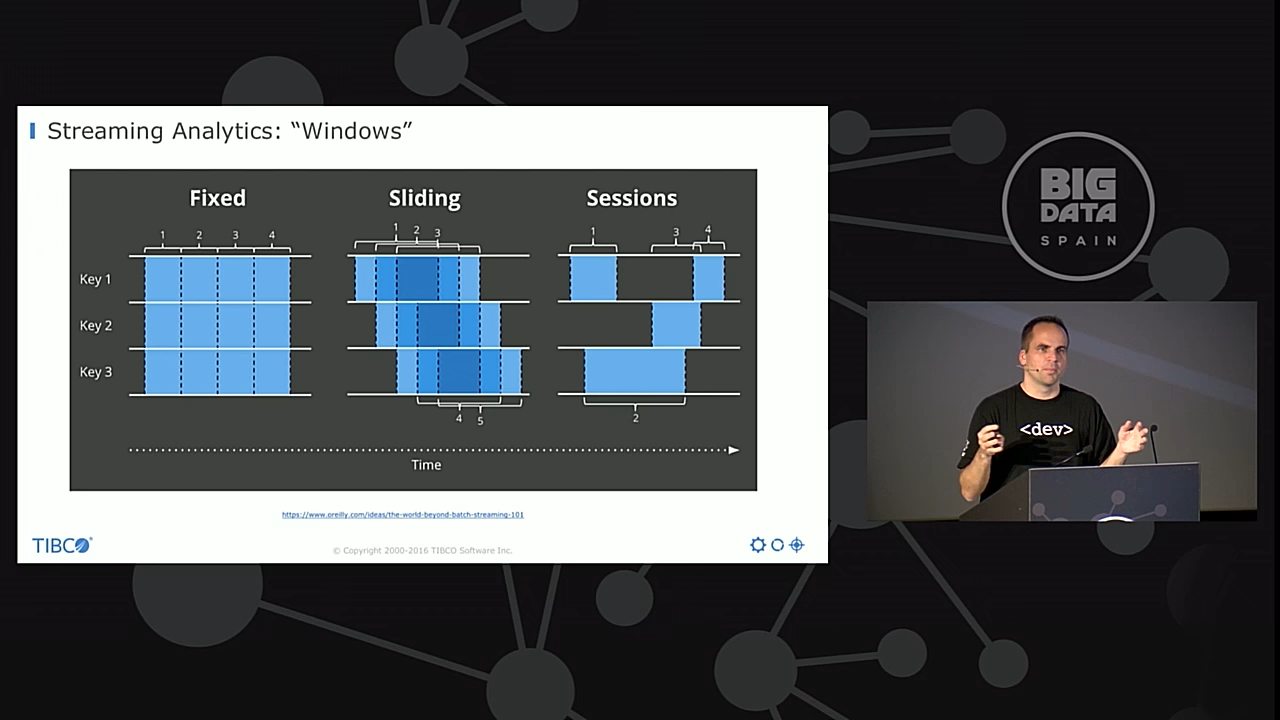 Streaming Analytics: “Windows”
Fixed
Sliding
Sessions
1 2 3 4
1 2 3
1 3 4
Key 1
Key 2
Key 3
4 5
2
Time
https://www.oreilly.com/ideas/the-world-beyond-batch-streaming-101
TIBCO®
© Copyright 2000-2016 TIBCO Software Inc.
BIG
DATA
SPAIN
<dev>